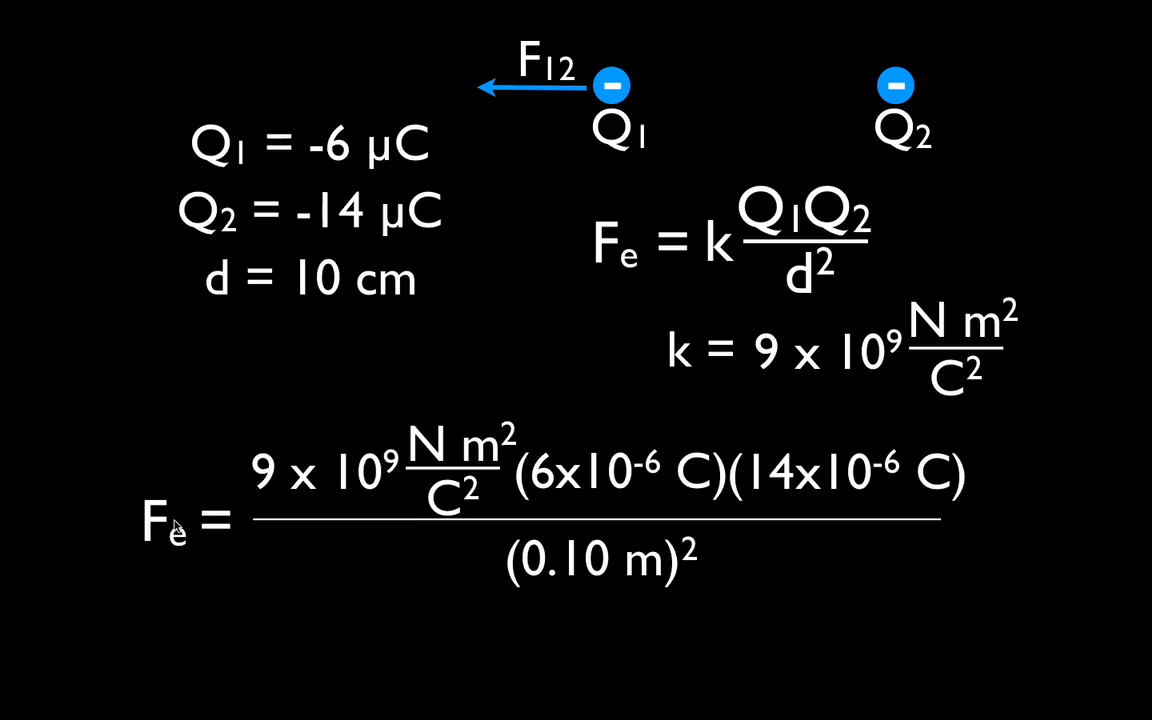 F₁₂
- -
Q₁ Q₂
Q₁ = -6 µC
Q₂ = -14 µC
d = 10 cm
Fₑ = k Q₁Q₂ / d²
k = 9 x 10⁹ N m² / C²
Fₑ = 9 x 10⁹ N m² / C² (6x10⁻⁶ C)(14x10⁻⁶ C) / (0.10 m)²